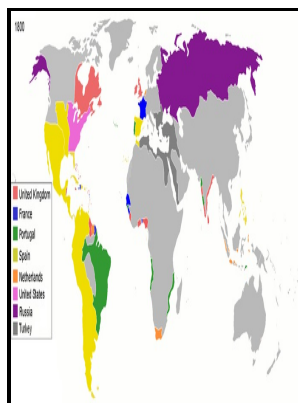 1800
United Kingdom
France
Portugal
Spain
Netherlands
United States
Russia
Turkey